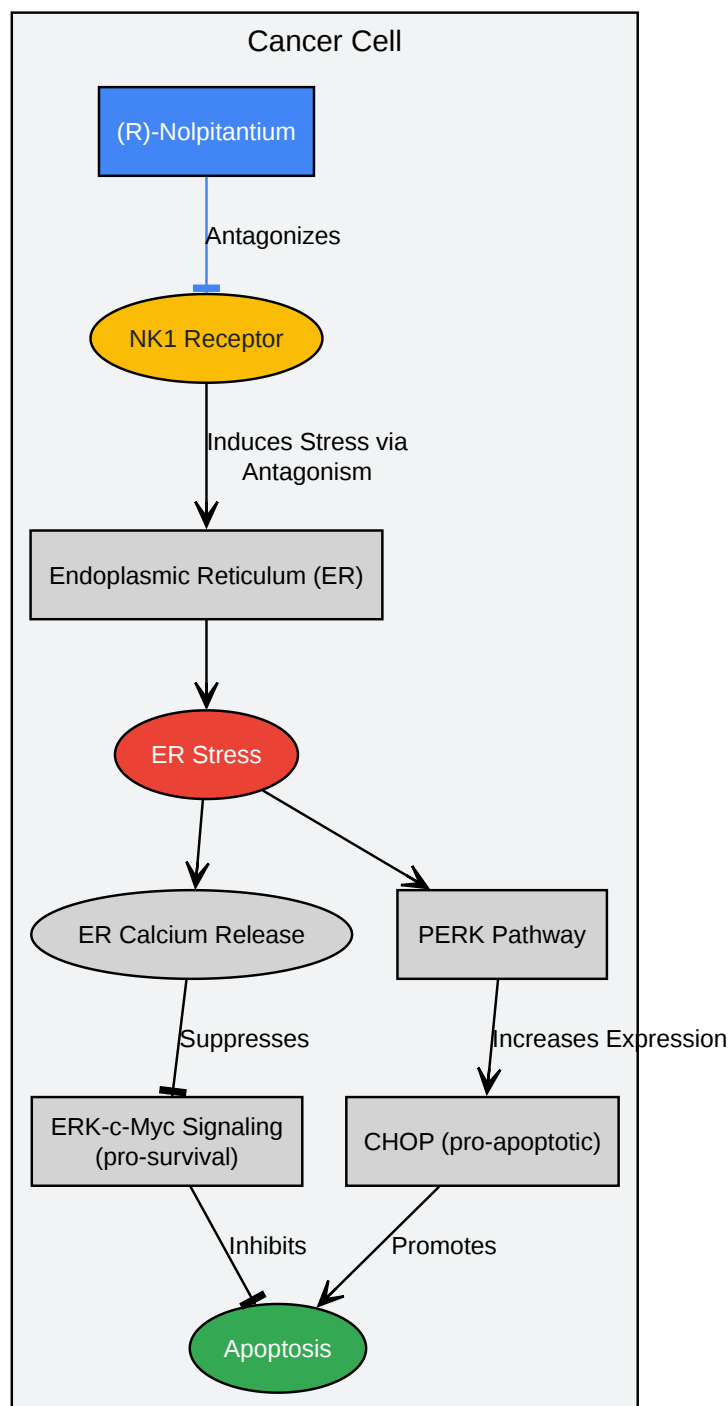 Cancer Cell
(R)-Nolpitantium
Antagonizes
NK1 Receptor
Induces Stress via
Antagonism
Endoplasmic Reticulum (ER)
ER Stress
ER Calcium Release
PERK Pathway
Suppresses
Increases Expression
ERK-c-Myc Signaling
(pro-survival)
CHOP (pro-apoptotic)
Inhibits
Promotes
Apoptosis